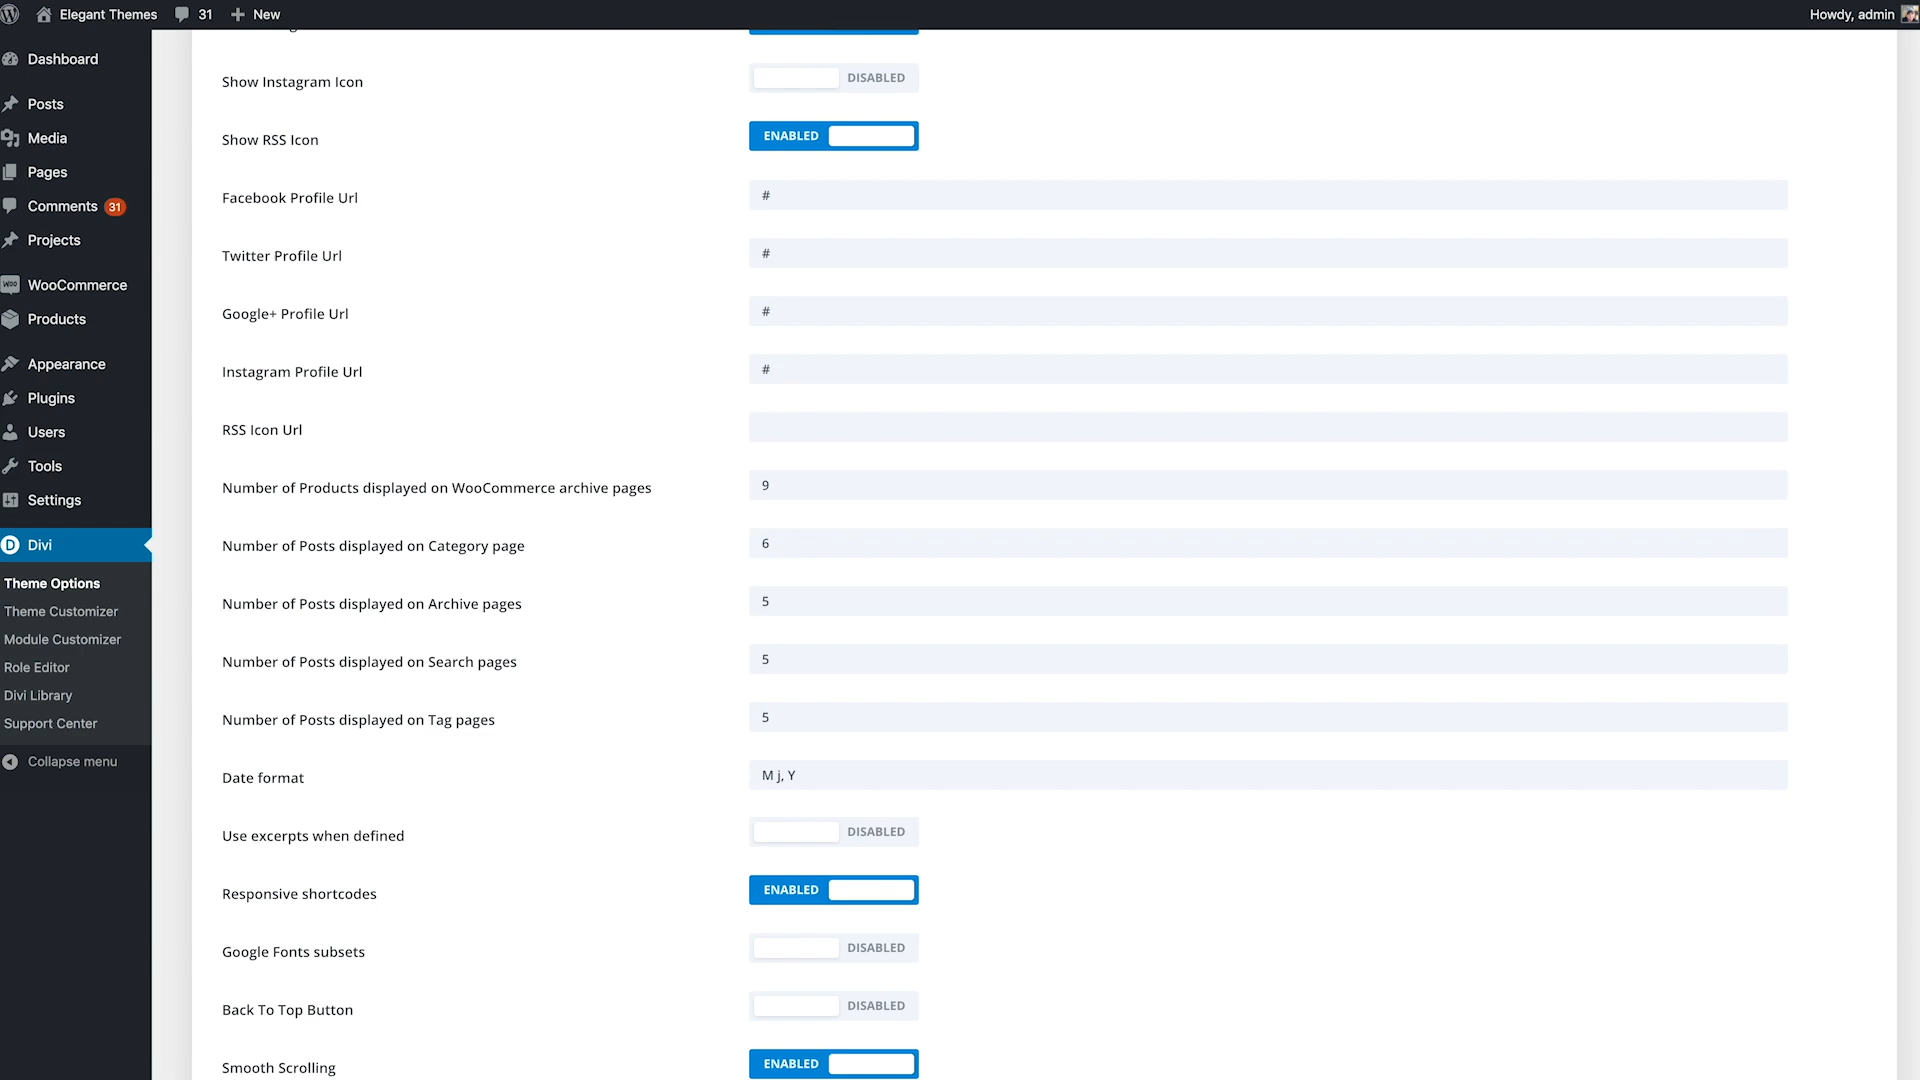 Elegant Themes 31 New Howdy, admin
Dashboard
Posts
Media
Pages
Comments 31
Projects
WOO WooCommerce
Products
Appearance
Plugins
Users
Tools
Settings
D Divi
Theme Options
Theme Customizer
Module Customizer
Role Editor
Divi Library
Support Center
Collapse menu
Show Instagram Icon DISABLED
Show RSS Icon ENABLED
Facebook Profile Url #
Twitter Profile Url #
Google+ Profile Url #
Instagram Profile Url #
RSS Icon Url
Number of Products displayed on WooCommerce archive pages 9
Number of Posts displayed on Category page 6
Number of Posts displayed on Archive pages 5
Number of Posts displayed on Search pages 5
Number of Posts displayed on Tag pages 5
Date format M j, Y
Use excerpts when defined DISABLED
Responsive shortcodes ENABLED
Google Fonts subsets DISABLED
Back To Top Button DISABLED
Smooth Scrolling ENABLED